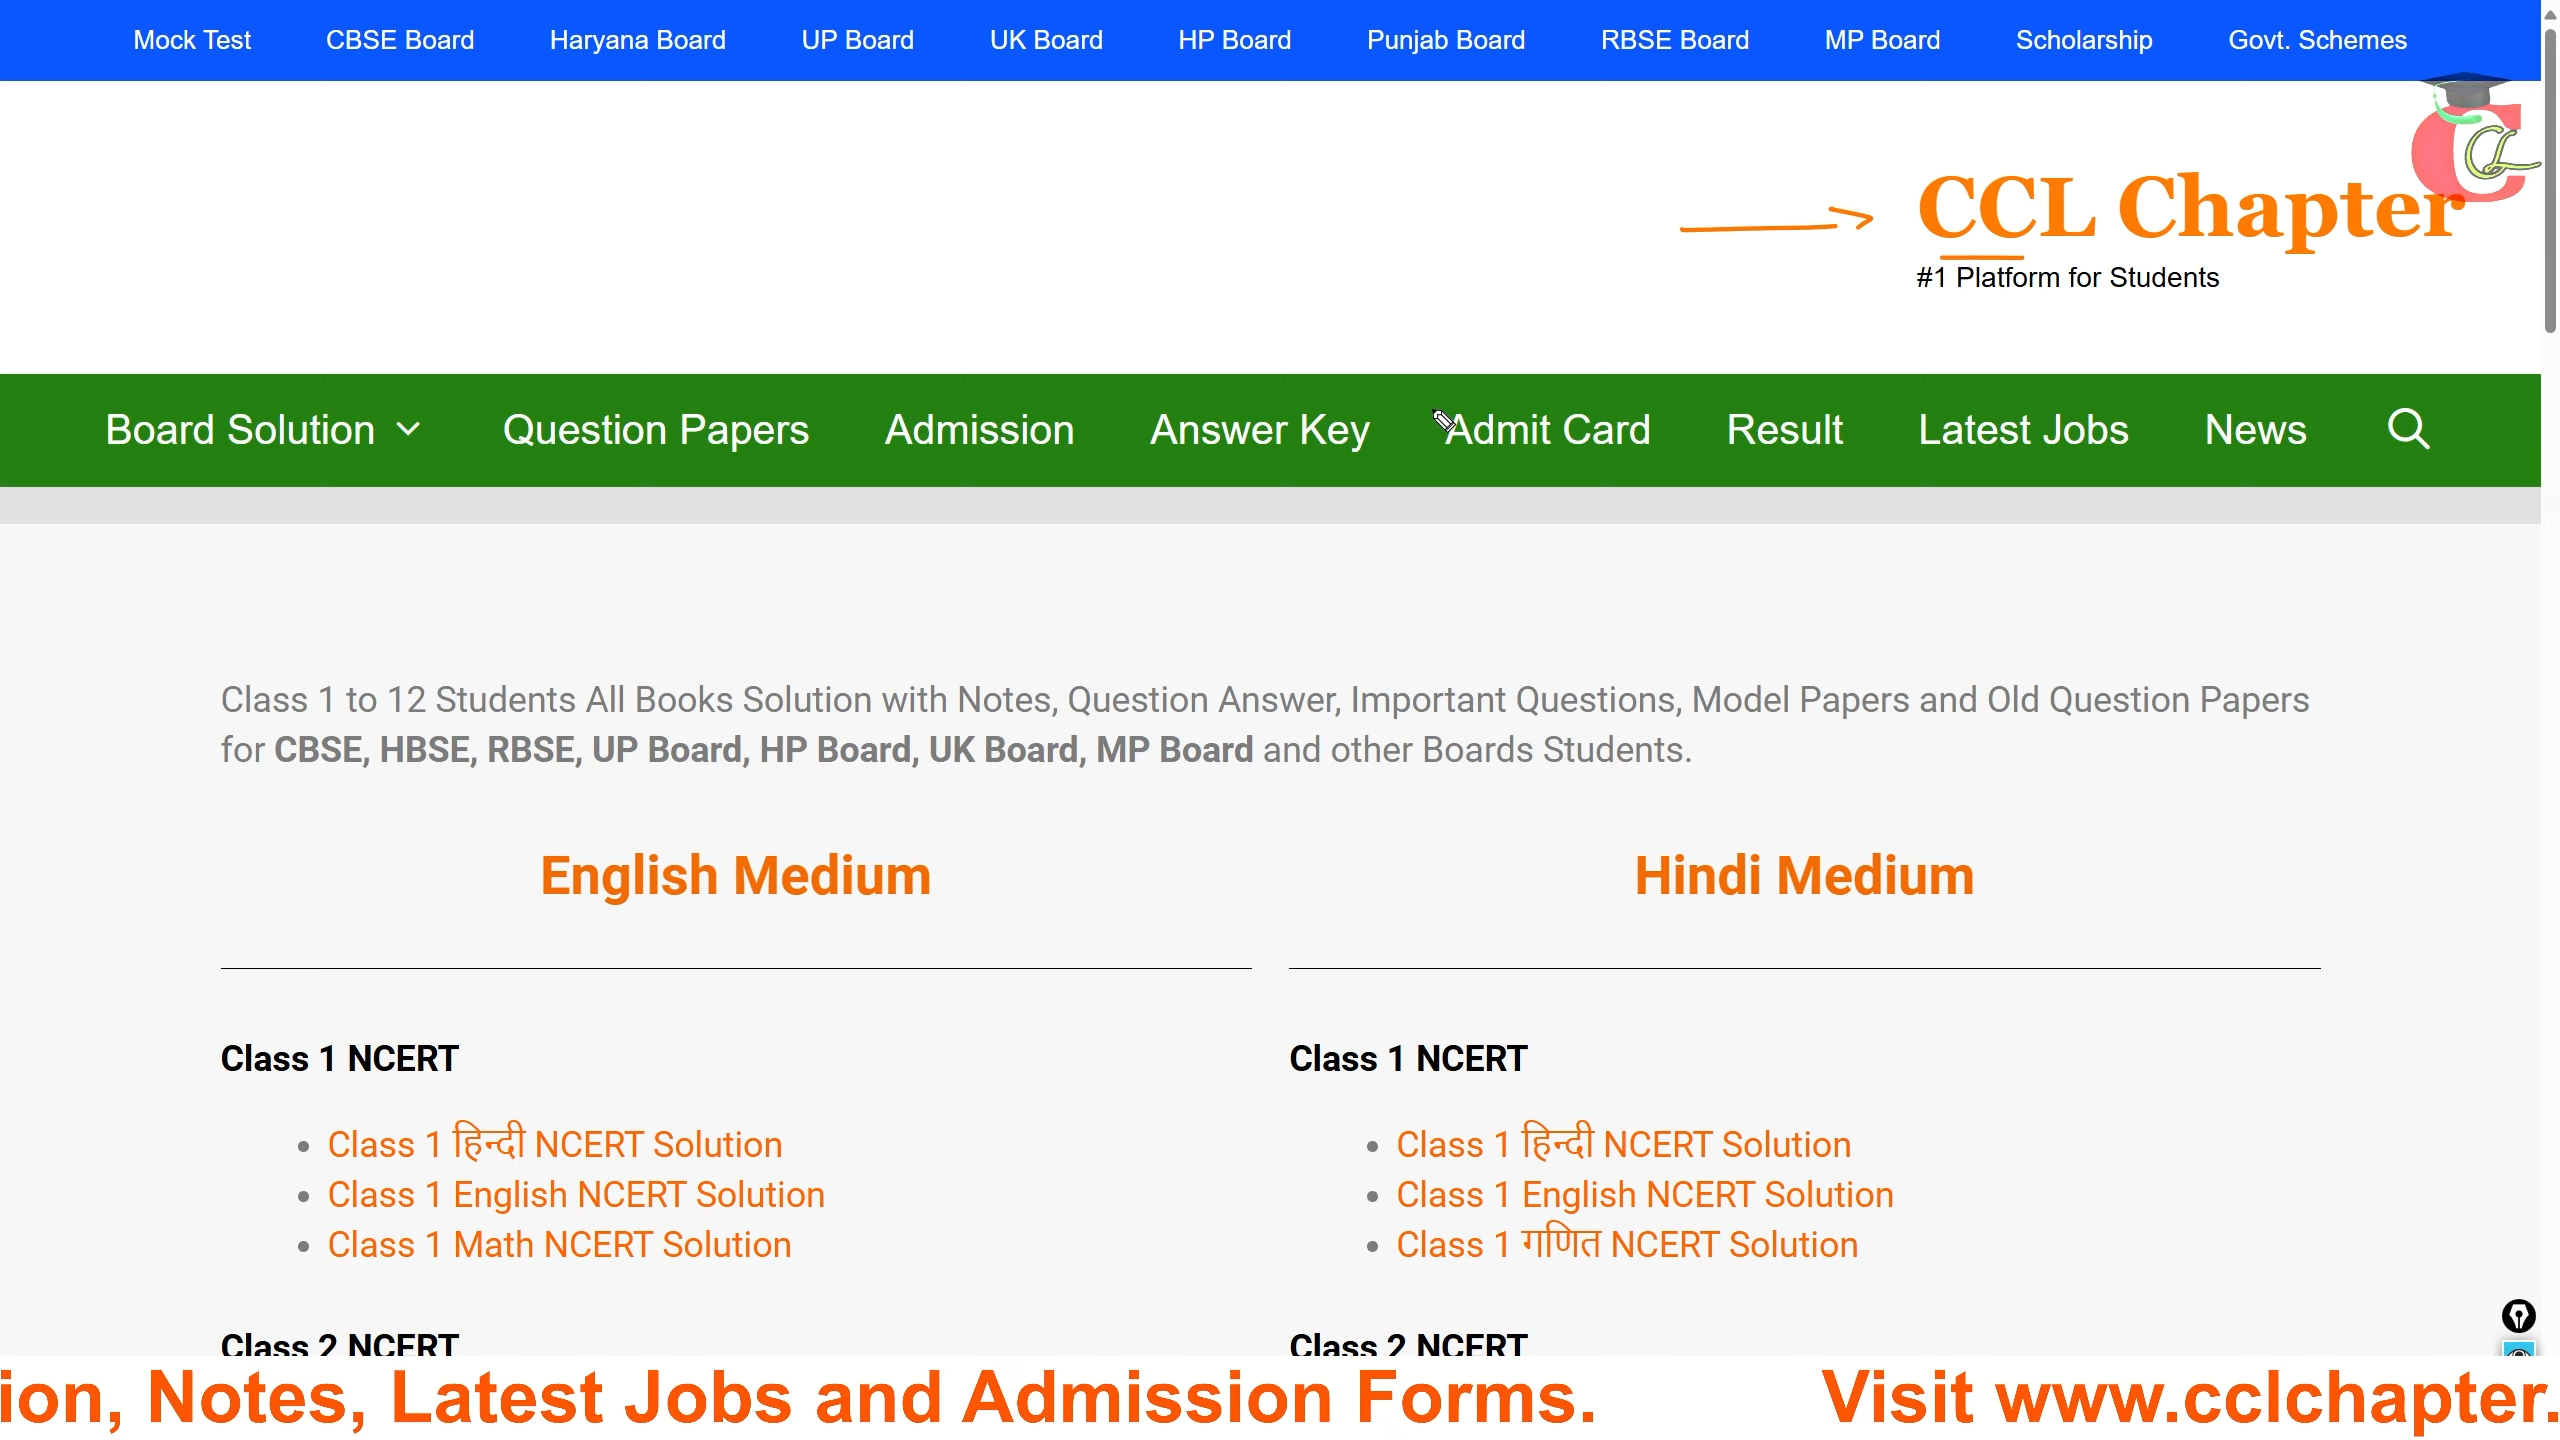 Mock Test CBSE Board Haryana Board UP Board UK Board HP Board Punjab Board RBSE Board MP Board Scholarship Govt. Schemes
CCL Chapter
#1 Platform for Students
Board Solution Question Papers Admission Answer Key Admit Card Result Latest Jobs News
Class 1 to 12 Students All Books Solution with Notes, Question Answer, Important Questions, Model Papers and Old Question Papers
for CBSE, HBSE, RBSE, UP Board, HP Board, UK Board, MP Board and other Boards Students.
English Medium
Class 1 NCERT
Class 1 हिन्दी NCERT Solution
Class 1 English NCERT Solution
Class 1 Math NCERT Solution
Class 2 NCERT
Hindi Medium
Class 1 NCERT
Class 1 हिन्दी NCERT Solution
Class 1 English NCERT Solution
Class 1 गणित NCERT Solution
Class 2 NCERT
ion, Notes, Latest Jobs and Admission Forms. Visit www.cclchapter.